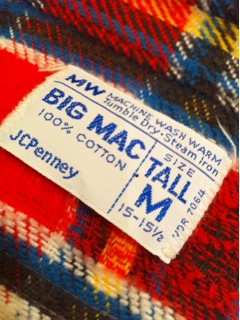 MW MACHINE WASH WARM
Tumble Dry-Steam Iron
BIG MAC
100% COTTON
JCPenney
SIZE
TALL
M
15-15½